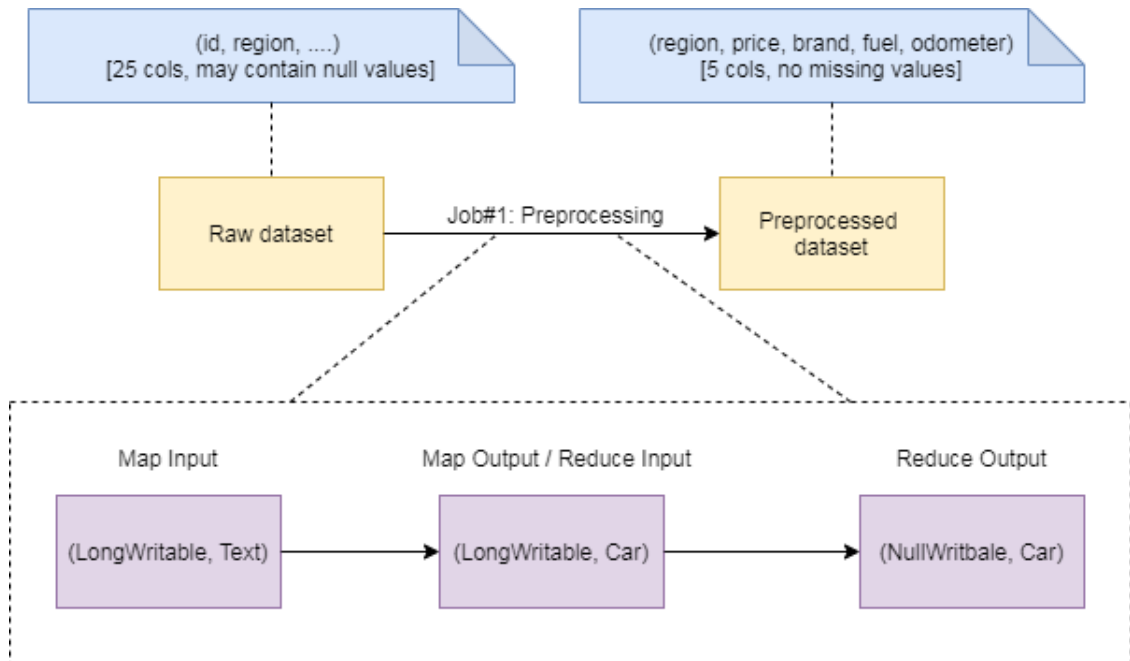 (id, region, ....)
[25 cols, may contain null values]
(region, price, brand, fuel, odometer)
[5 cols, no missing values]
Raw dataset
Job#1: Preprocessing
Preprocessed
dataset
Map Input
Map Output / Reduce Input
Reduce Output
(LongWritable, Text)
(LongWritable, Car)
(NullWritbale, Car)